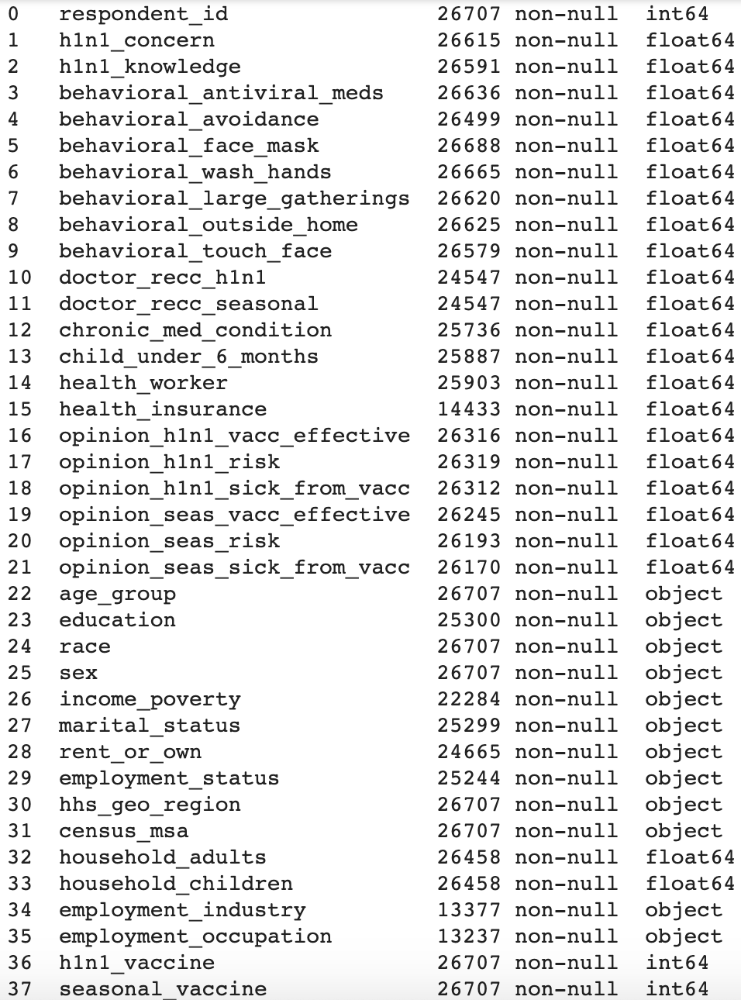 0 respondent_id 26707 non-null int64
1 h1n1_concern 26615 non-null float64
2 h1n1_knowledge 26591 non-null float64
3 behavioral_antiviral_meds 26636 non-null float64
4 behavioral_avoidance 26499 non-null float64
5 behavioral_face_mask 26688 non-null float64
6 behavioral_wash_hands 26665 non-null float64
7 behavioral_large_gatherings 26620 non-null float64
8 behavioral_outside_home 26625 non-null float64
9 behavioral_touch_face 26579 non-null float64
10 doctor_recc_h1n1 24547 non-null float64
11 doctor_recc_seasonal 24547 non-null float64
12 chronic_med_condition 25736 non-null float64
13 child_under_6_months 25887 non-null float64
14 health_worker 25903 non-null float64
15 health_insurance 14433 non-null float64
16 opinion_h1n1_vacc_effective 26316 non-null float64
17 opinion_h1n1_risk 26319 non-null float64
18 opinion_h1n1_sick_from_vacc 26312 non-null float64
19 opinion_seas_vacc_effective 26245 non-null float64
20 opinion_seas_risk 26193 non-null float64
21 opinion_seas_sick_from_vacc 26170 non-null float64
22 age_group 26707 non-null object
23 education 25300 non-null object
24 race 26707 non-null object
25 sex 26707 non-null object
26 income_poverty 22284 non-null object
27 marital_status 25299 non-null object
28 rent_or_own 24665 non-null object
29 employment_status 25244 non-null object
30 hhs_geo_region 26707 non-null object
31 census_msa 26707 non-null object
32 household_adults 26458 non-null float64
33 household_children 26458 non-null float64
34 employment_industry 13377 non-null object
35 employment_occupation 13237 non-null object
36 h1n1_vaccine 26707 non-null int64
37 seasonal_vaccine 26707 non-null int64